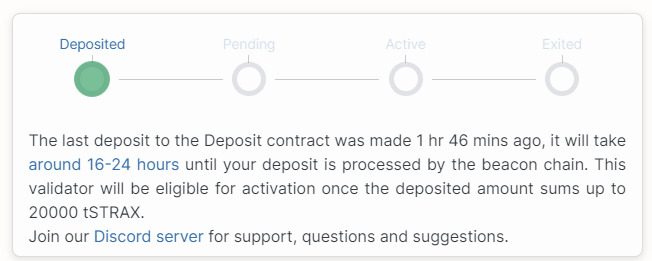 Deposited Pending Active Exited
The last deposit to the Deposit contract was made 1 hr 46 mins ago, it will take
around 16-24 hours until your deposit is processed by the beacon chain. This
validator will be eligible for activation once the deposited amount sums up to
20000 tSTRAX.
Join our Discord server for support, questions and suggestions.